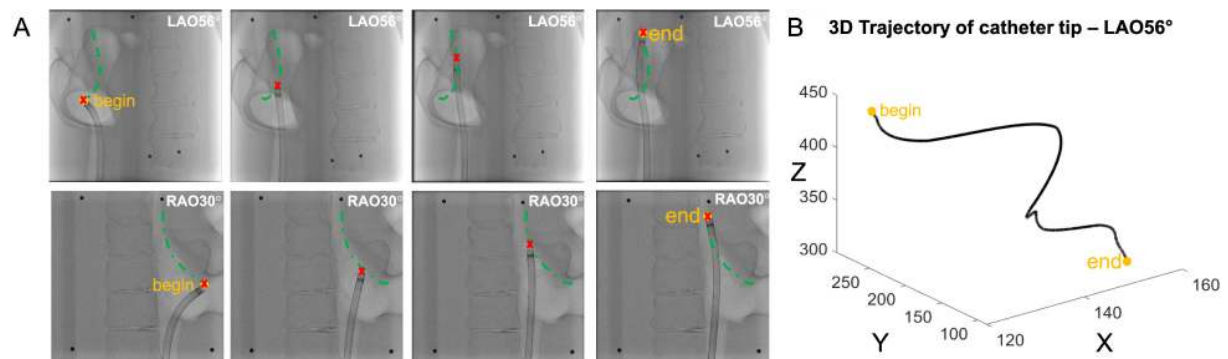 A
LAO56°
LAO56°
LAO56°
LAO56°
begin
end
RAO30°
RAO30°
RAO30°
RAO30°
begin
end
B 3D Trajectory of catheter tip – LAO56°
450
400
350
300
Z
begin
end
250
200
150
100
Y
120
140
160
X